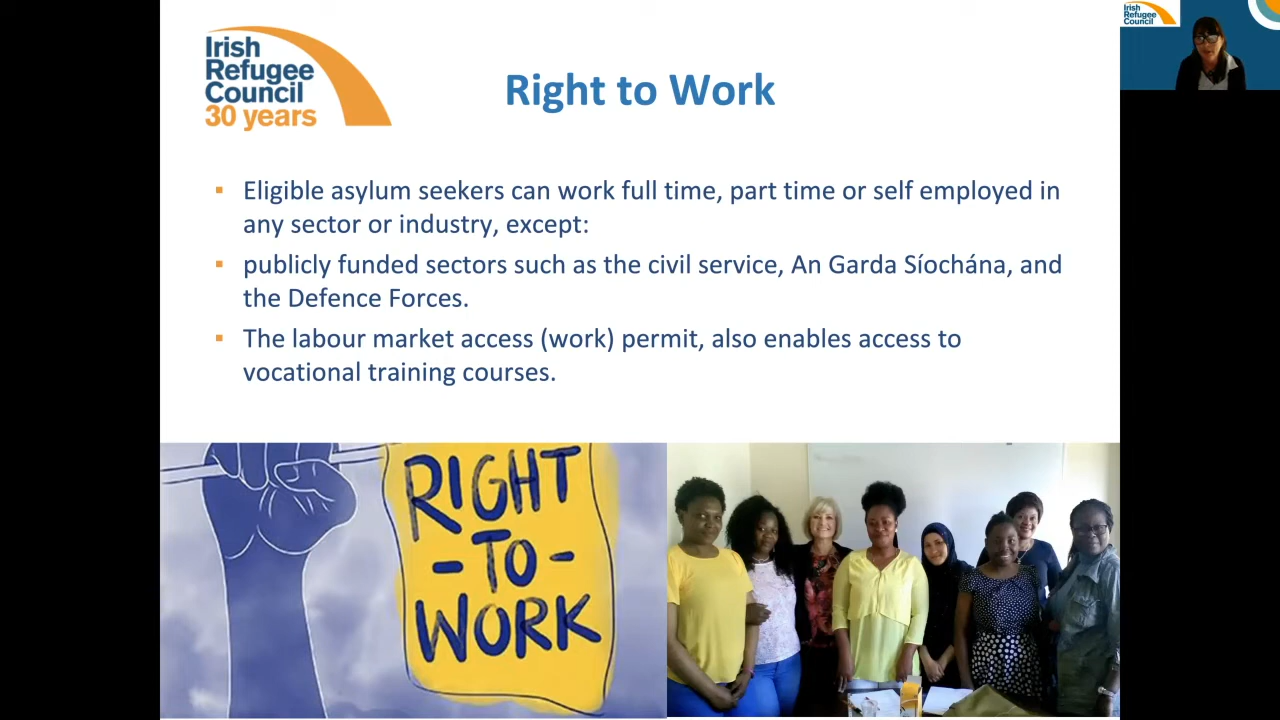 Irish
Refugee
Council
30 years
Right to Work
Irish
Refugee
Council
▪ Eligible asylum seekers can work full time, part time or self employed in
any sector or industry, except:
▪ publicly funded sectors such as the civil service, An Garda Síochána, and
the Defence Forces.
▪ The labour market access (work) permit, also enables access to
vocational training courses.
RIGHT
-TO-
WORK